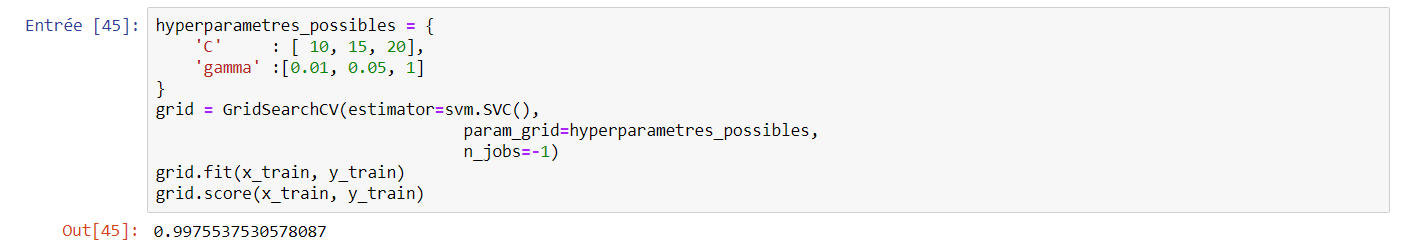 Entrée [45]: hyperparametres_possibles = {
'C'     : [ 10, 15, 20],
'gamma' :[0.01, 0.05, 1]
}
grid = GridSearchCV(estimator=svm.SVC(),
param_grid=hyperparametres_possibles,
n_jobs=-1)
grid.fit(x_train, y_train)
grid.score(x_train, y_train)
Out[45]: 0.9975537530578087